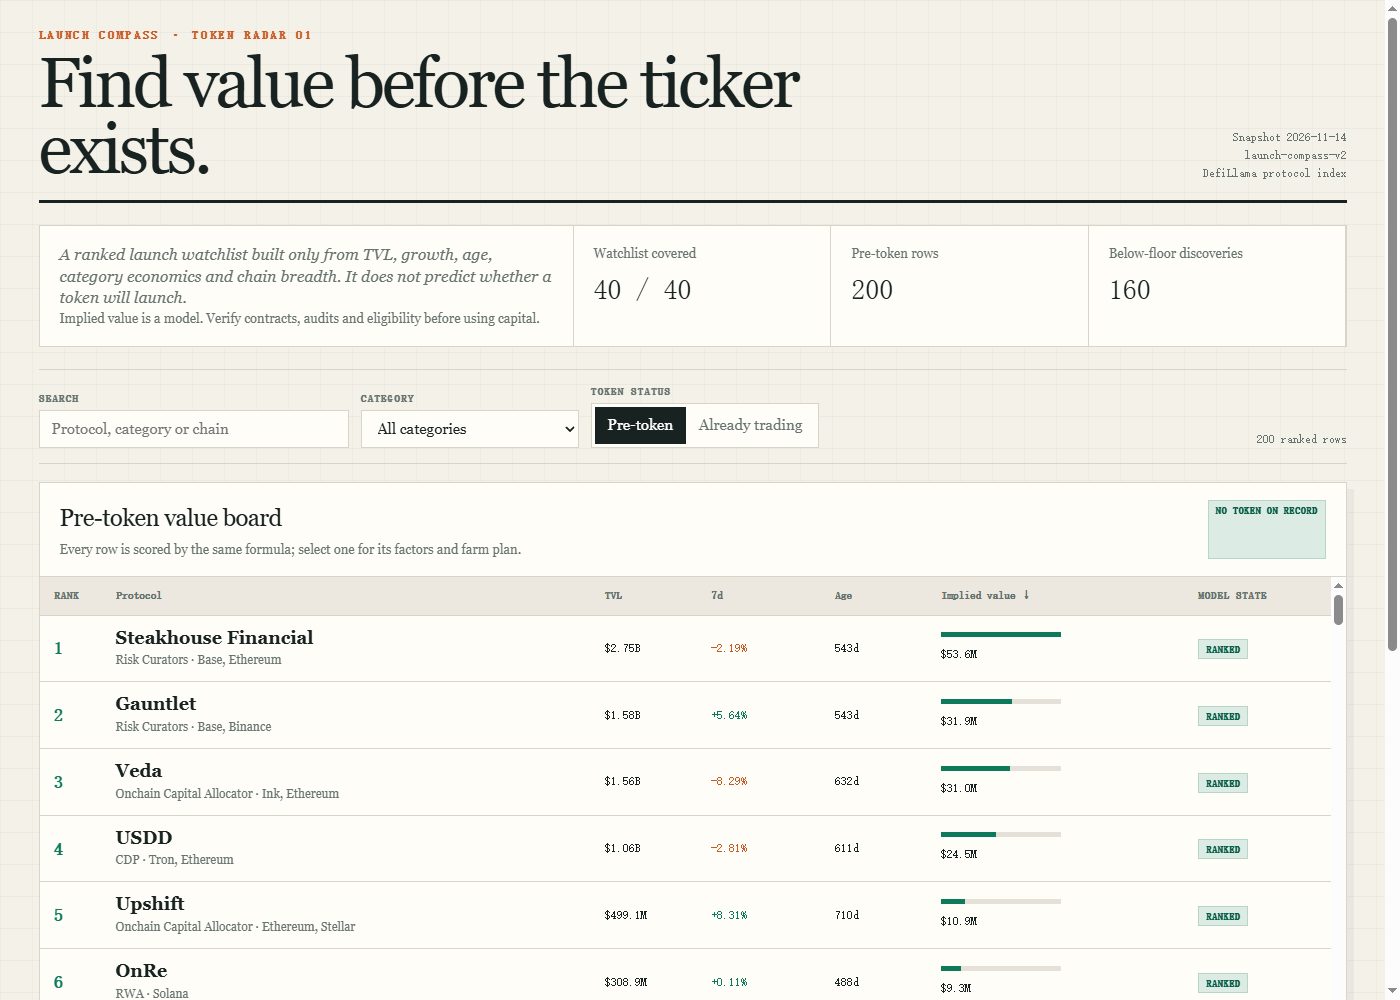 LAUNCH COMPASS · TOKEN RADAR 01
Find value before the ticker
exists.
Snapshot 2026-11-14
launch-compass-v2
DefiLlama protocol index
A ranked launch watchlist built only from TVL, growth, age,
category economics and chain breadth. It does not predict whether a
token will launch.
Implied value is a model. Verify contracts, audits and eligibility before using capital.
Watchlist covered
40 / 40
Pre-token rows
200
Below-floor discoveries
160
SEARCH
Protocol, category or chain
CATEGORY
All categories
TOKEN STATUS
Pre-token Already trading
200 ranked rows
Pre-token value board
Every row is scored by the same formula; select one for its factors and farm plan.
NO TOKEN ON RECORD
RANK Protocol TVL 7d Age Implied value ↓ MODEL STATE
1 Steakhouse Financial $2.75B -2.19% 543d $53.6M RANKED
Risk Curators · Base, Ethereum
2 Gauntlet $1.58B +5.64% 543d $31.9M RANKED
Risk Curators · Base, Binance
3 Veda $1.56B -8.29% 632d $31.0M RANKED
Onchain Capital Allocator · Ink, Ethereum
4 USDD $1.06B -2.81% 611d $24.5M RANKED
CDP · Tron, Ethereum
5 Upshift $499.1M +8.31% 710d $10.9M RANKED
Onchain Capital Allocator · Ethereum, Stellar
6 OnRe $308.9M +0.11% 488d $9.3M RANKED
RWA · Solana